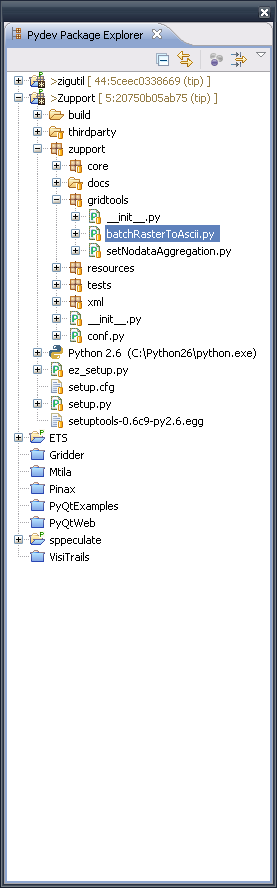 Pydev Package Explorer
>zigutil [ 44:5ceec0338669 (tip) ]
>Zupport [ 5:20750b05ab75 (tip) ]
build
thirdparty
zupport
core
docs
gridtools
__init__.py
batchRasterToAscii.py
setNodataAggregation.py
resources
tests
xml
__init__.py
conf.py
Python 2.6 (C:\Python26\python.exe)
ez_setup.py
setup.cfg
setup.py
setuptools-0.6c9-py2.6.egg
ETS
Gridder
Mtila
Pinax
PyQtExamples
PyQtWeb
sppeculate
VisiTrails